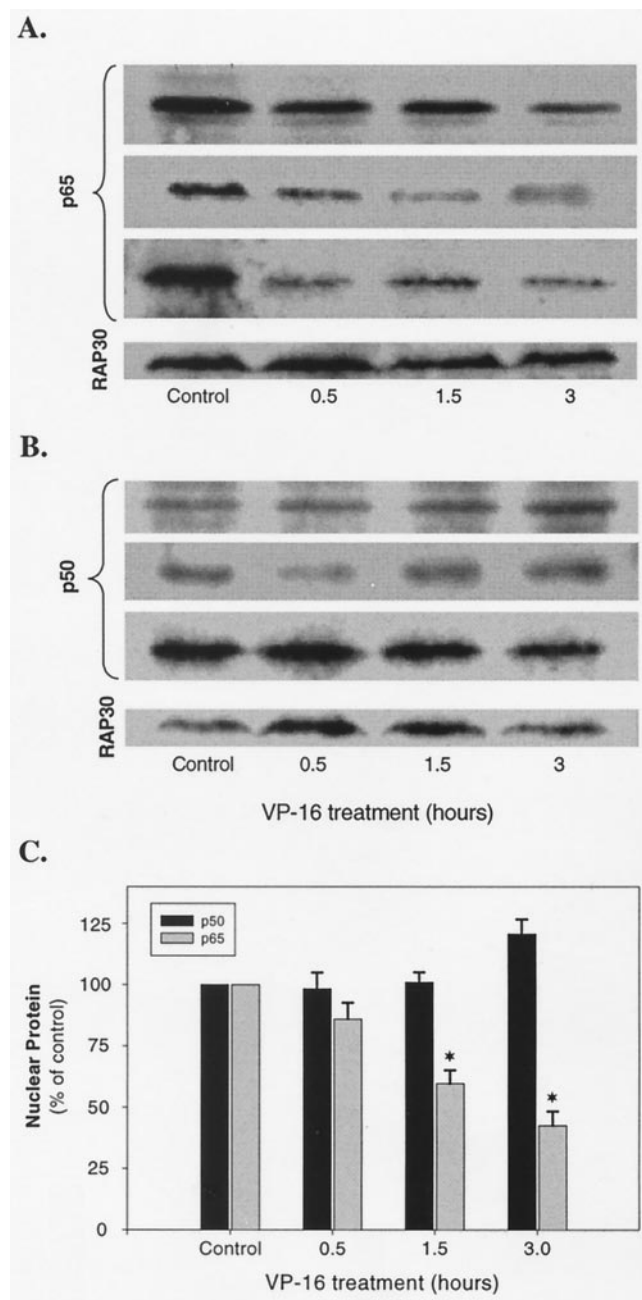 A.
p65
RAP30
Control 0.5 1.5 3
B.
p50
RAP30
Control 0.5 1.5 3
VP-16 treatment (hours)
C.
125
100
75
50
25
0
Nuclear Protein
(% of control)
p50
p65
*
*
Control 0.5 1.5 3.0
VP-16 treatment (hours)